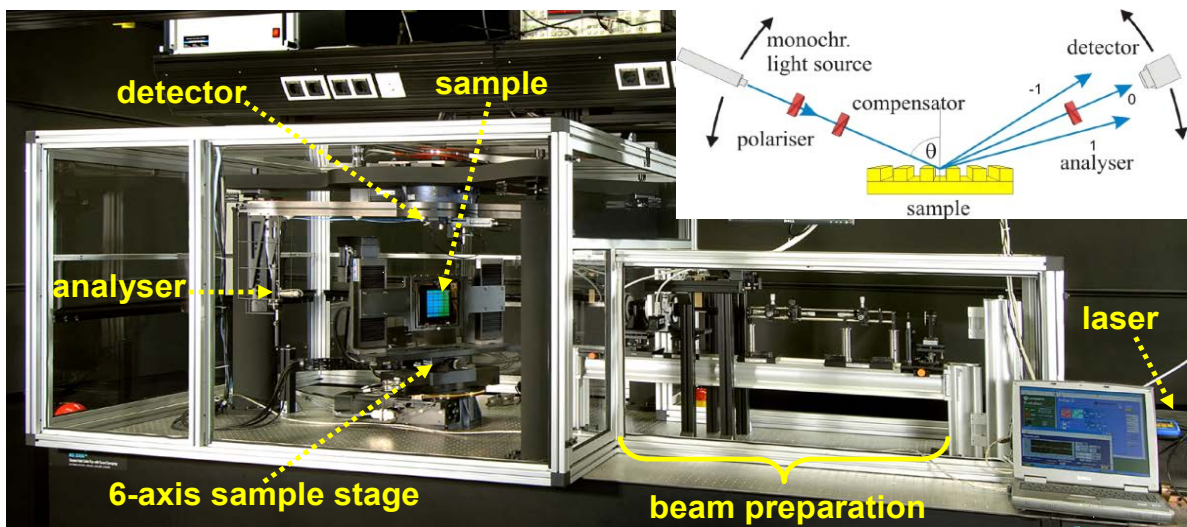 detector
sample
analyser
6-axis sample stage
beam preparation
laser
monochr.
light source
compensator
polariser
θ
-1
0
1
detector
analyser
sample
DELL